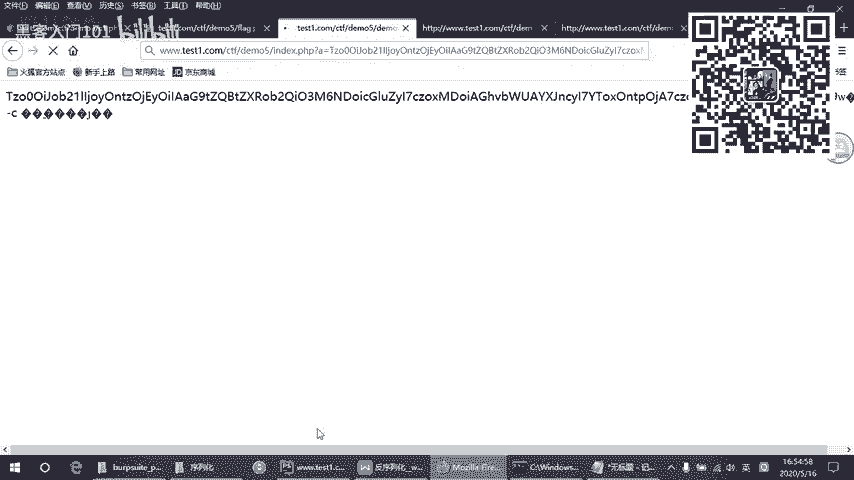 文件(F) 编辑(E) 查看(V) 历史(S) 书签(B) 工具(T) 帮助(H)
黑客入门101 bilibili
.com/ctf/demo5/flag
test1.com/ctf/demo5/demo
http://www.test1.com/ctf/dem
http://www.test1.com/ctf/dem
www.test1.com/ctf/demo5/index.php?a=Tzo0OiJob21lIjoyOntzOjEyOiIAaG9tZQBtZXRob2QiO3M6NDoicGluZyI7czox
火狐官方站点 新手上路 常用网址 京东商城
Tzo0OiJob21lIjoyOntzOjEyOiIAaG9tZQBtZXRob2QiO3M6NDoicGluZyI7czoxMDoiAGhvbWUAYXJncyI7YToxOntpOjA7czo
-c
burpsuite_p... 序列化 www.test1.c... 反序列化_w... Mozilla Fire... C:\Windows... *无标题 - 记... 英 16:54:58
2020/5/16